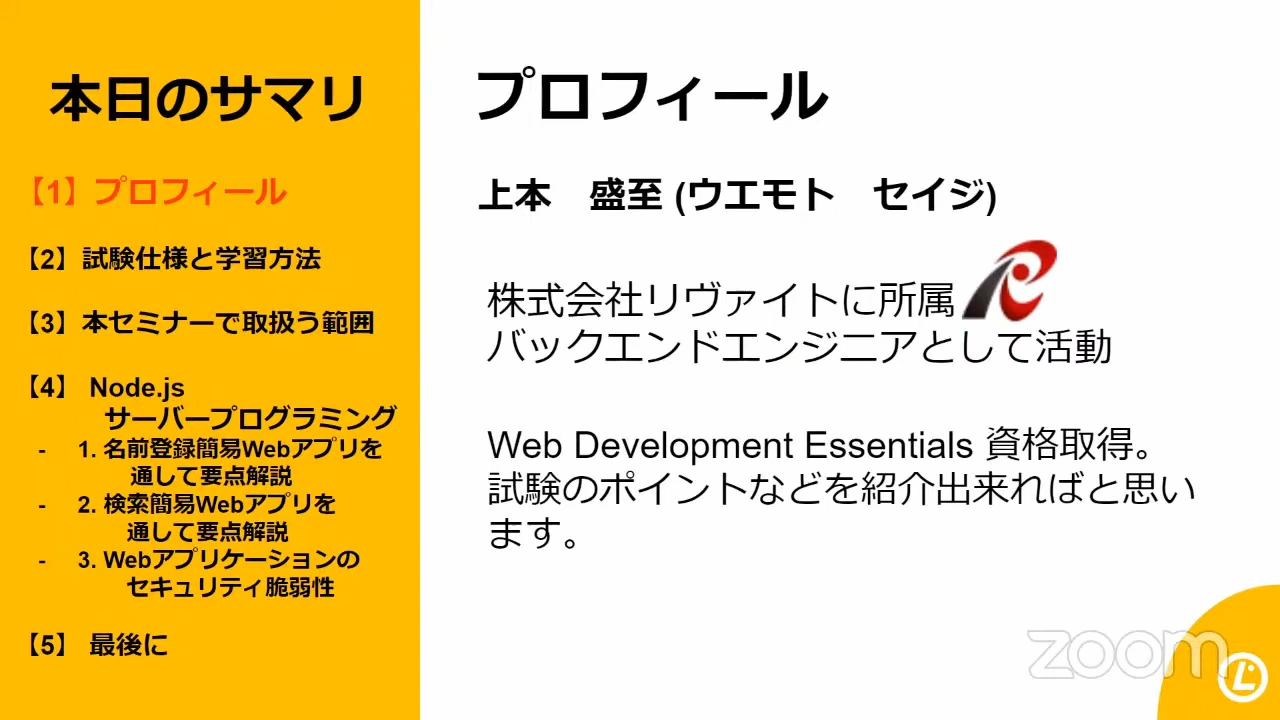 本日のサマリ
【1】プロフィール
【2】試験仕様と学習方法
【3】本セミナーで取扱う範囲
【4】 Node.js
サーバープログラミング
- 1. 名前登録簡易Webアプリを
通して要点解説
- 2. 検索簡易Webアプリを
通して要点解説
- 3. Webアプリケーションの
セキュリティ脆弱性
【5】 最後に
プロフィール
上本 盛至 (ウエモト セイジ)
株式会社リヴァイトに所属
バックエンドエンジニアとして活動
Web Development Essentials 資格取得。
試験のポイントなどを紹介出来ればと思い
ます。
zoom